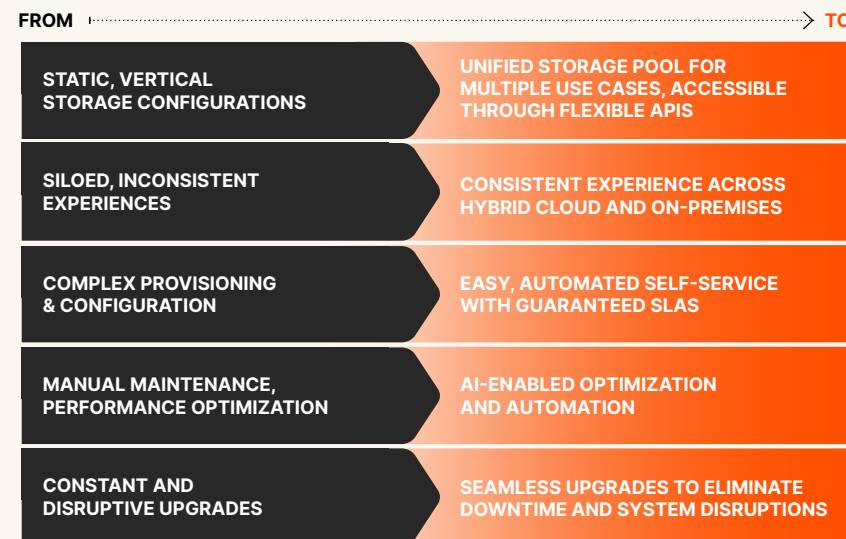 FROM
STATIC, VERTICAL
STORAGE CONFIGURATIONS
UNIFIED STORAGE POOL FOR
MULTIPLE USE CASES, ACCESSIBLE
THROUGH FLEXIBLE APIS
SILOED, INCONSISTENT
EXPERIENCES
CONSISTENT EXPERIENCE ACROSS
HYBRID CLOUD AND ON-PREMISES
COMPLEX PROVISIONING
& CONFIGURATION
EASY, AUTOMATED SELF-SERVICE
WITH GUARANTEED SLAS
MANUAL MAINTENANCE,
PERFORMANCE OPTIMIZATION
AI-ENABLED OPTIMIZATION
AND AUTOMATION
CONSTANT AND
DISRUPTIVE UPGRADES
SEAMLESS UPGRADES TO ELIMINATE
DOWNTIME AND SYSTEM DISRUPTIONS